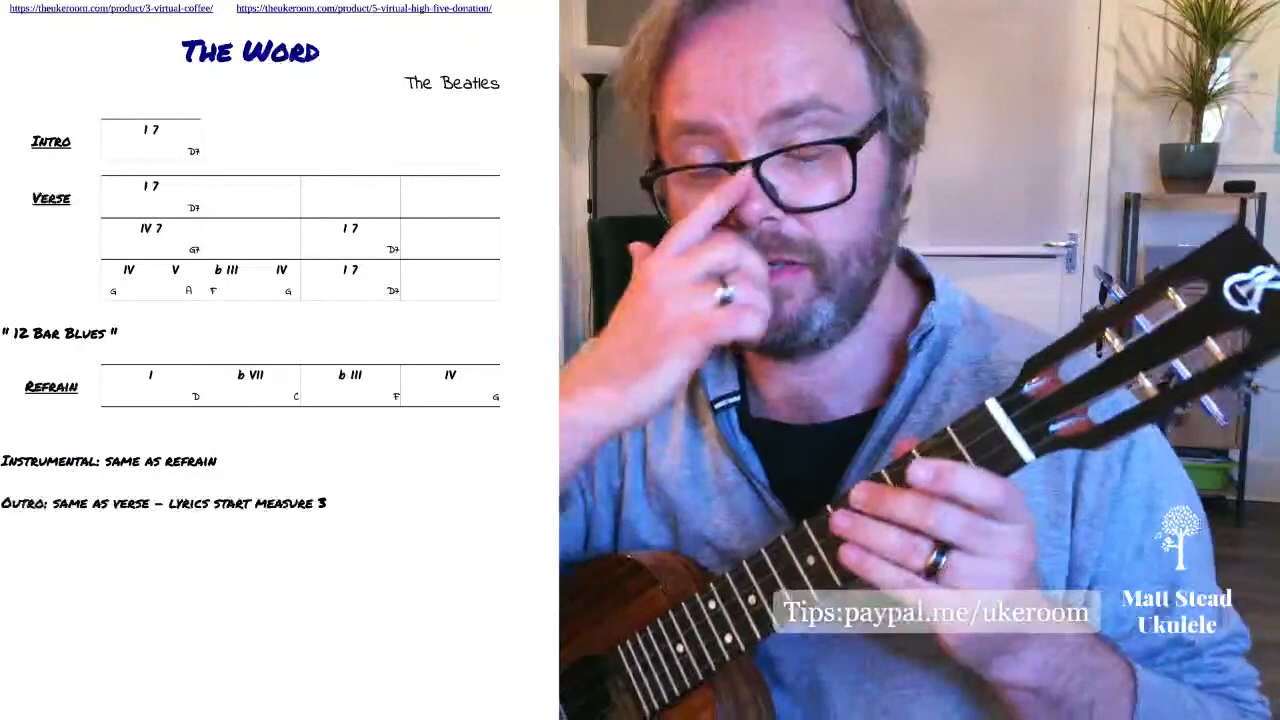 https://theukeroom.com/product/3-virtual-coffee/ https://theukeroom.com/product/5-virtual-high-five-donation/
The Word
The Beatles
Intro I 7
D7
Verse I 7
D7
IV 7 I 7
G7 D7
IV V b III IV I 7
G A F G D7
" 12 Bar Blues "
Refrain I b VII b III IV
D C F G
Instrumental: same as refrain
Outro: same as verse – lyrics start measure 3
Tips:paypal.me/ukeroom
Matt Stead
Ukulele